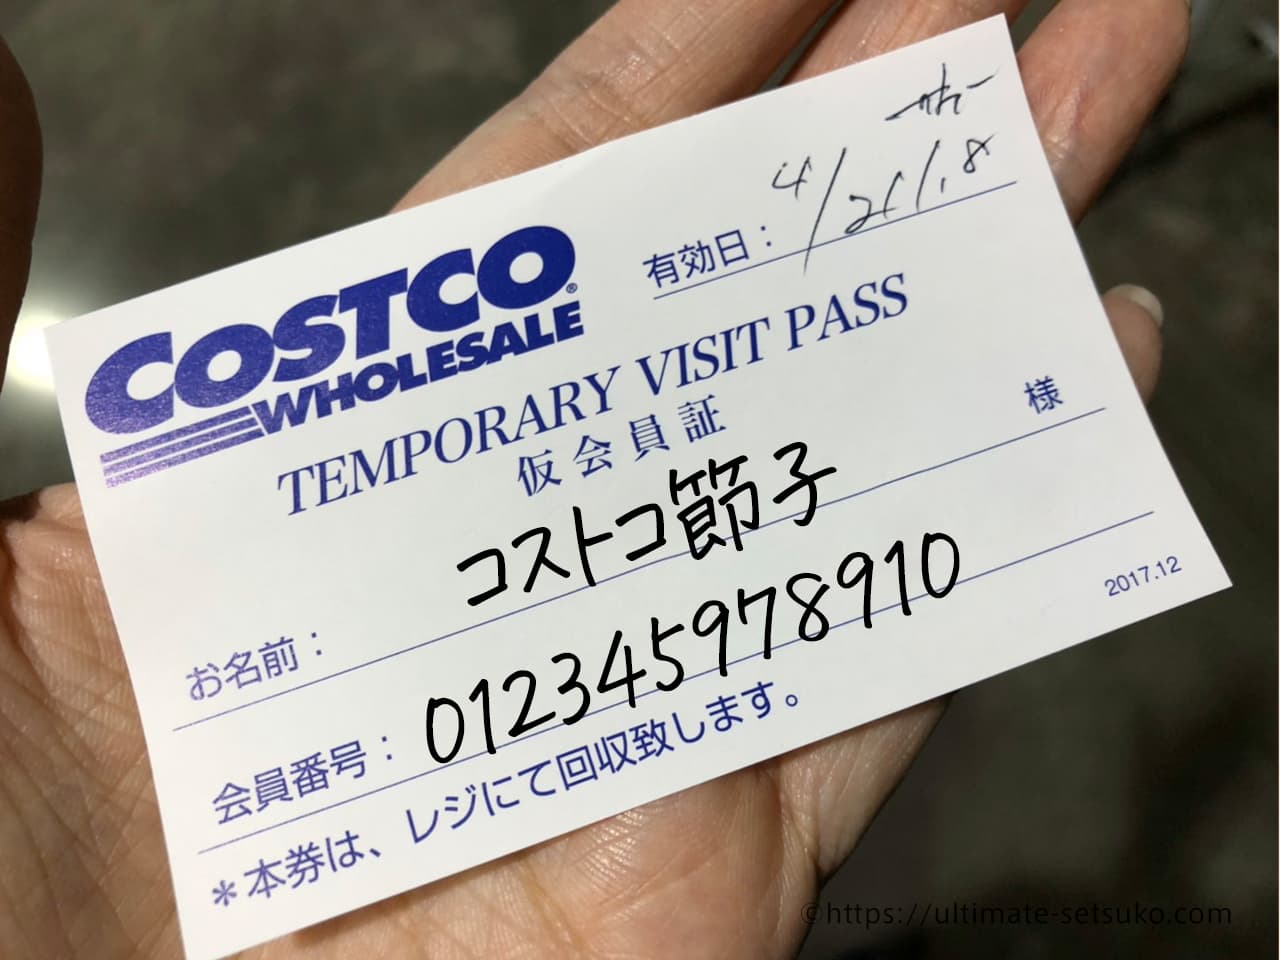 有効日： 4/21.18
COSTCO®
WHOLESALE
TEMPORARY VISIT PASS
仮会員証
お名前： コストコ節子 様
会員番号： 012345978910
＊本券は、レジにて回収致します。
2017.12
©https://ultimate-setsuko.com